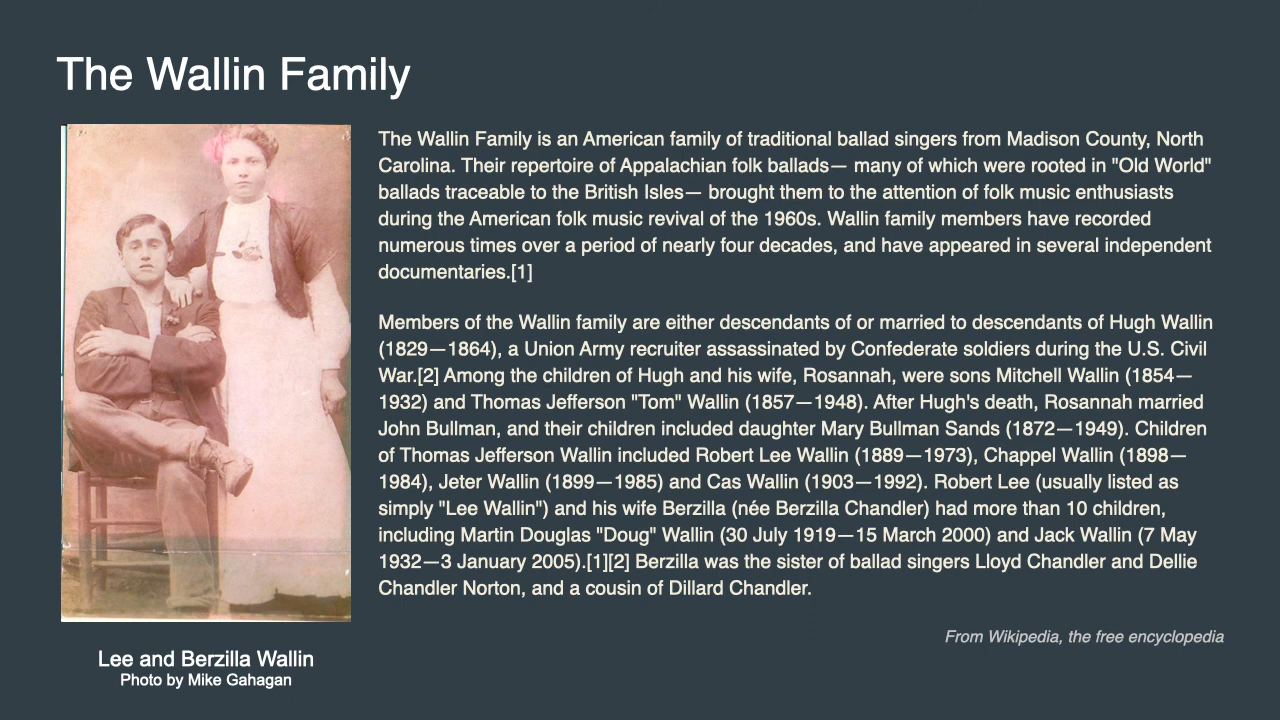 The Wallin Family
The Wallin Family is an American family of traditional ballad singers from Madison County, North
Carolina. Their repertoire of Appalachian folk ballads— many of which were rooted in "Old World"
ballads traceable to the British Isles— brought them to the attention of folk music enthusiasts
during the American folk music revival of the 1960s. Wallin family members have recorded
numerous times over a period of nearly four decades, and have appeared in several independent
documentaries.[1]
Members of the Wallin family are either descendants of or married to descendants of Hugh Wallin
(1829—1864), a Union Army recruiter assassinated by Confederate soldiers during the U.S. Civil
War.[2] Among the children of Hugh and his wife, Rosannah, were sons Mitchell Wallin (1854—
1932) and Thomas Jefferson "Tom" Wallin (1857—1948). After Hugh's death, Rosannah married
John Bullman, and their children included daughter Mary Bullman Sands (1872—1949). Children
of Thomas Jefferson Wallin included Robert Lee Wallin (1889—1973), Chappel Wallin (1898—
1984), Jeter Wallin (1899—1985) and Cas Wallin (1903—1992). Robert Lee (usually listed as
simply "Lee Wallin") and his wife Berzilla (née Berzilla Chandler) had more than 10 children,
including Martin Douglas "Doug" Wallin (30 July 1919—15 March 2000) and Jack Wallin (7 May
1932—3 January 2005).[1][2] Berzilla was the sister of ballad singers Lloyd Chandler and Dellie
Chandler Norton, and a cousin of Dillard Chandler.
From Wikipedia, the free encyclopedia
Lee and Berzilla Wallin
Photo by Mike Gahagan